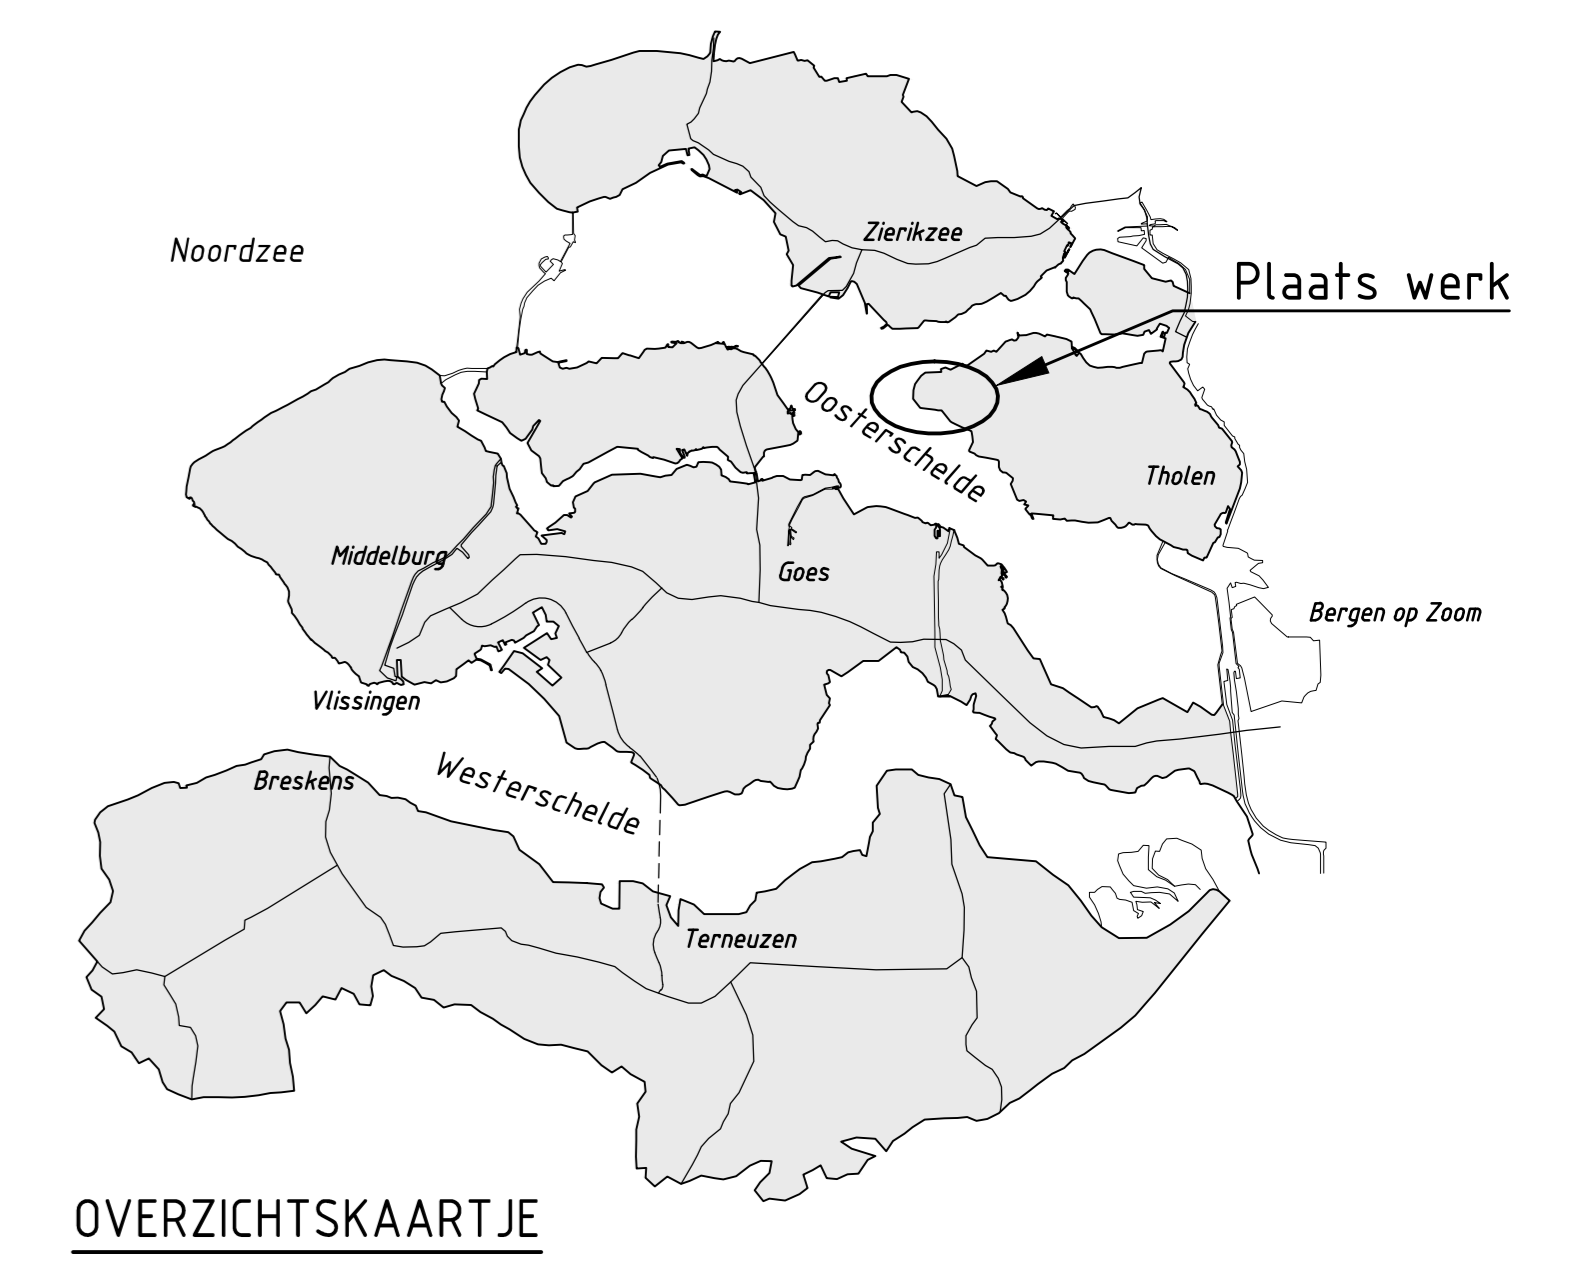 Zierikzee
Noordzee
Plaats werk
Oosterschelde
Tholen
Middelburg
Goes
Bergen op Zoom
Vlissingen
Westerschelde
Breskens
Terneuzen
OVERZICHTSKAARTJE